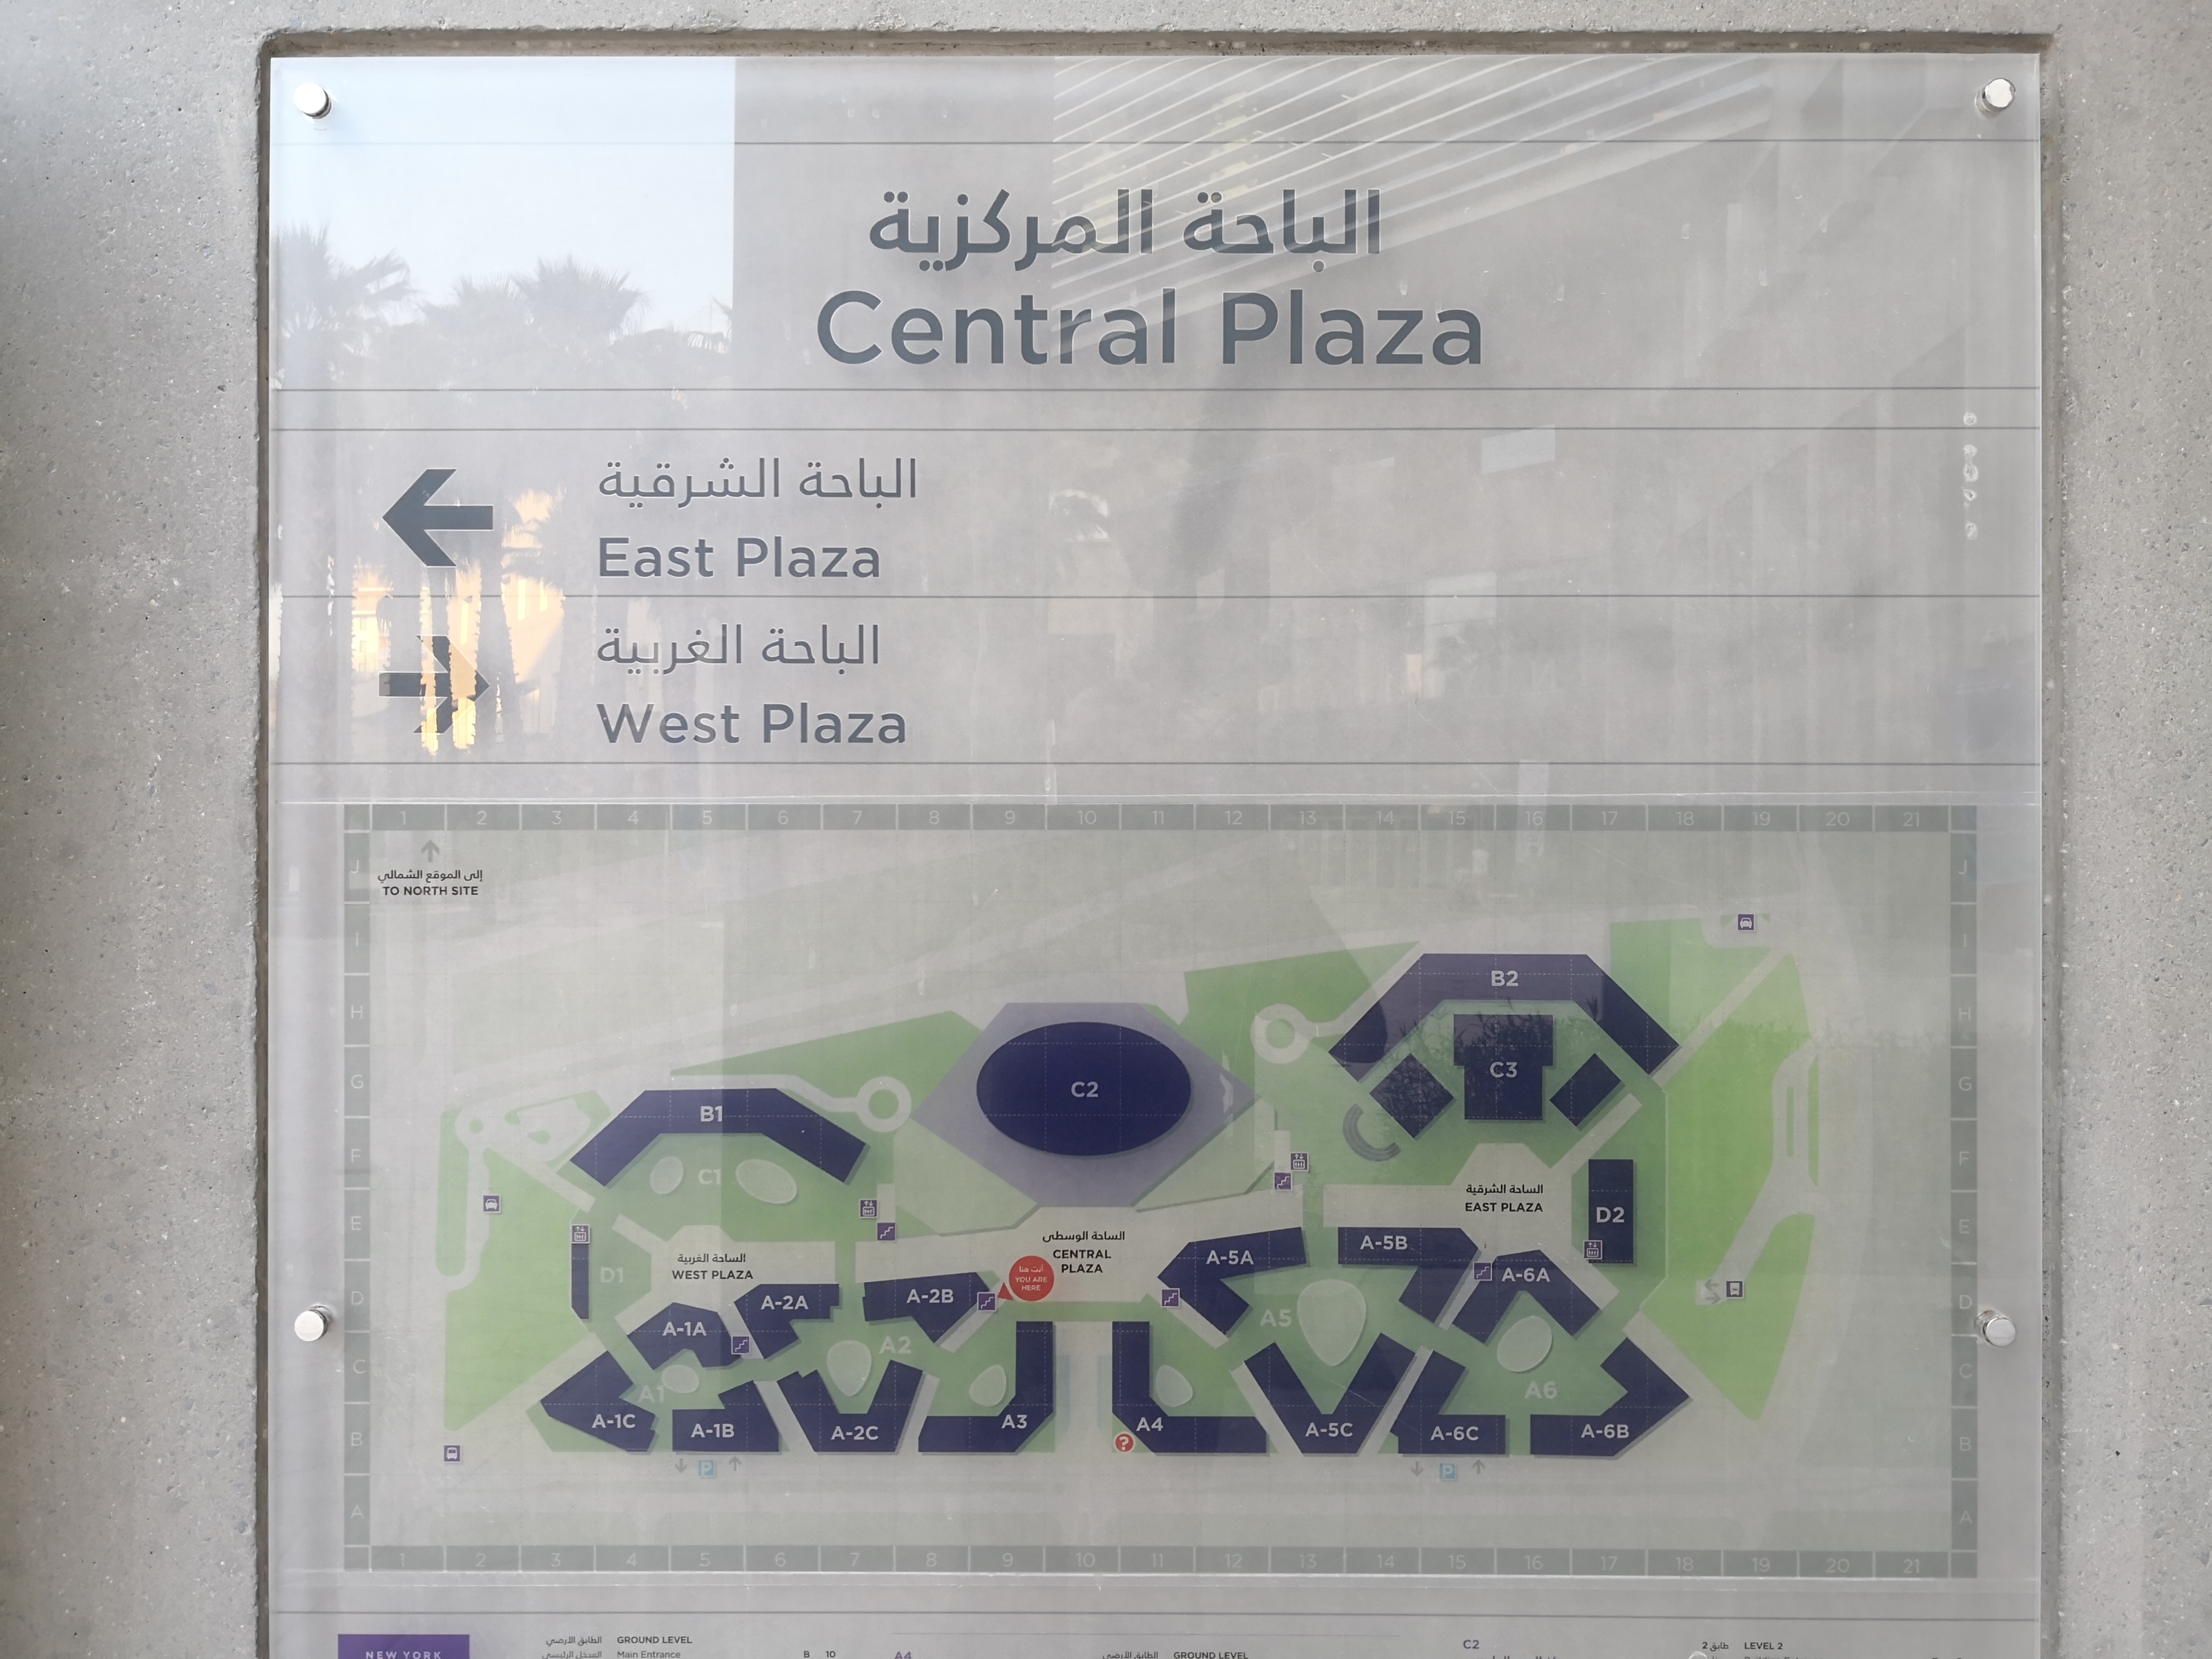 الباحة المركزية
Central Plaza
الباحة الشرقية
East Plaza
الباحة الغربية
West Plaza
1 2 3 4 5 6 7 8 9 10 11 12 13 14 15 16 17 18 19 20 21
إلى الموقع الشمالي
TO NORTH SITE
J J
I I
H H
G G
F F
E E
D D
C C
B B
A A
B2
C3
C2
B1
C1
الساحة الشرقية
EAST PLAZA
D2
الساحة الوسطى
CENTRAL
PLAZA
أنت هنا
YOU ARE
HERE
الساحة الغربية
WEST PLAZA
D1
A-5A
A-5B
A-6A
A-2A
A-2B
A-1A
A5
A2
A1
A6
A-1C
A-1B
A-2C
A3
A4
?
A-5C
A-6C
A-6B
P
P
1 2 3 4 5 6 7 8 9 10 11 12 13 14 15 16 17 18 19 20 21
NEW YORK
الطابق الأرضي GROUND LEVEL
المدخل الرئيسي Main Entrance
B 10
A4
الطابق الأرضي GROUND LEVEL
C2
طابق 2 LEVEL 2